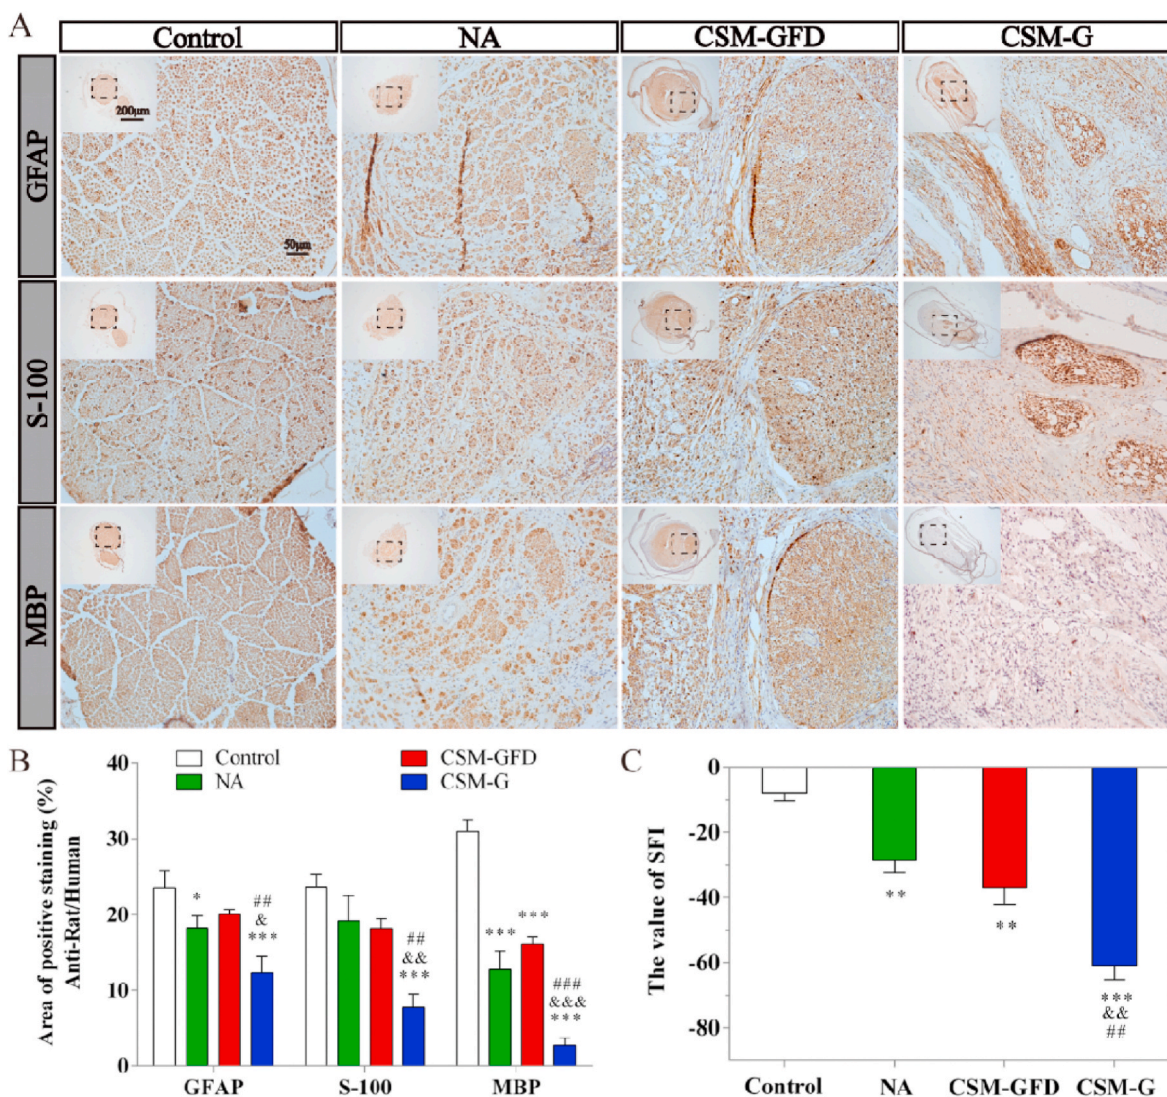 A
Control
NA
CSM-GFD
CSM-G
GFAP
200μm
50μm
S-100
MBP
B
Area of positive staining (%)
Anti-Rat/Human
40
30
20
10
0
Control
NA
CSM-GFD
CSM-G
*
##
&
***
##
&&
***
***
***
###
&&&
***
GFAP
S-100
MBP
C
The value of SFI
0
-20
-40
-60
-80
**
**
***
&&
##
Control
NA
CSM-GFD
CSM-G